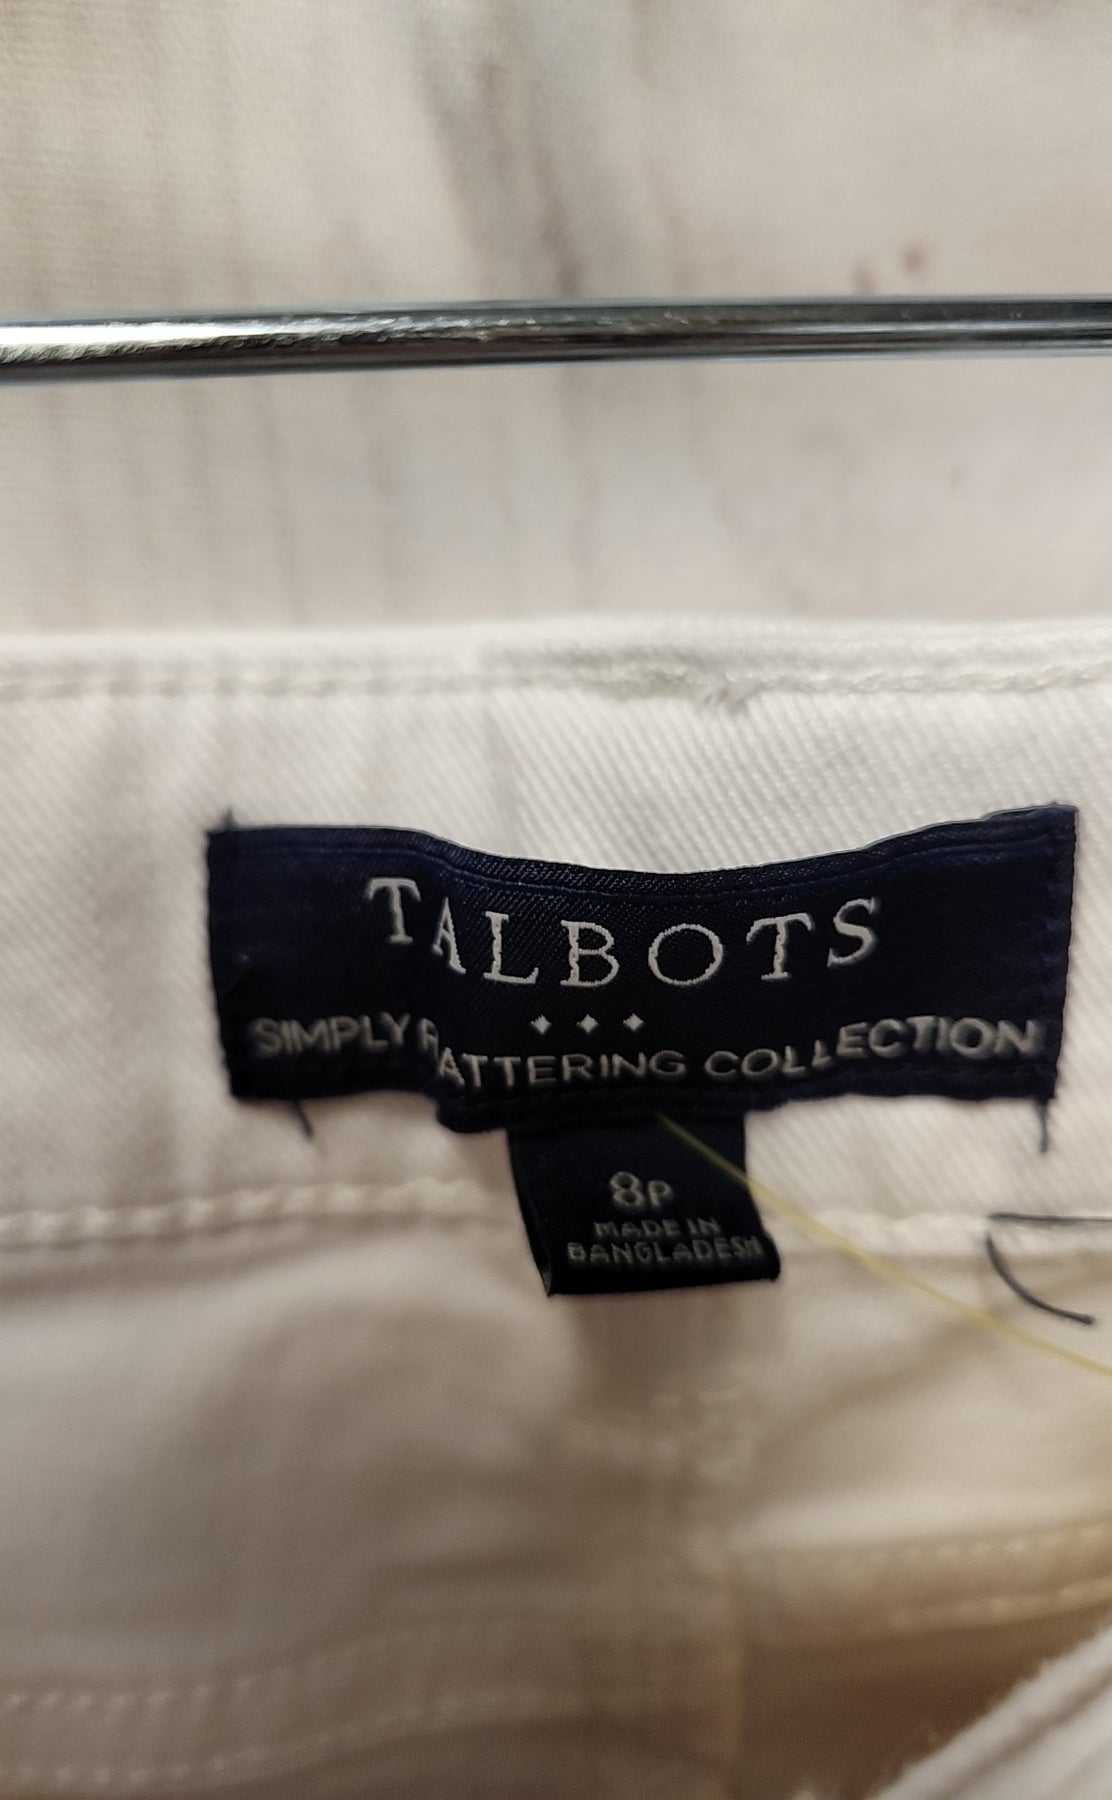 TALBOTS
SIMPLY FLATTERING COLLECTION
8P
MADE IN
BANGLADESH